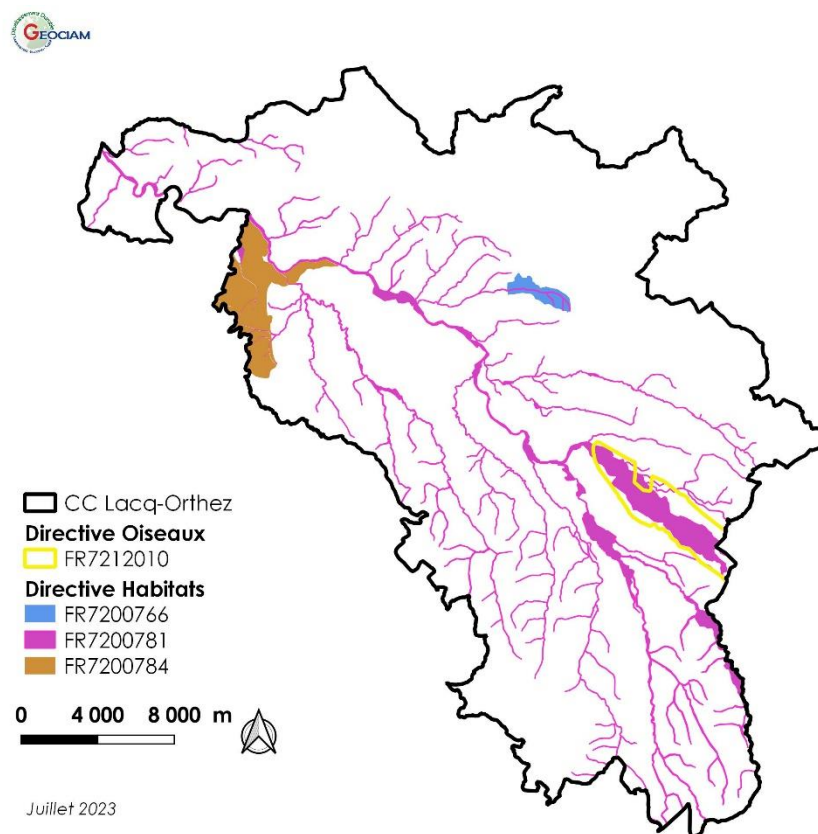 GEOCIAM
CC Lacq-Orthez
Directive Oiseaux
FR7212010
Directive Habitats
FR7200766
FR7200781
FR7200784
0 4 000 8 000 m
Juillet 2023